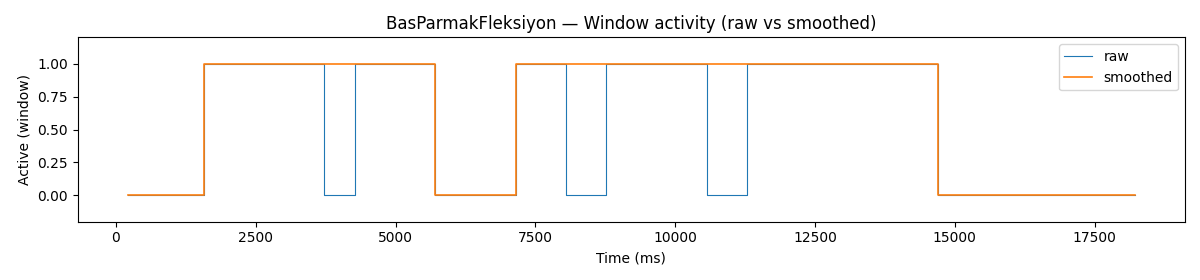 BasParmakFleksiyon — Window activity (raw vs smoothed)
Active (window)
1.00
0.75
0.50
0.25
0.00
raw
smoothed
0 2500 5000 7500 10000 12500 15000 17500
Time (ms)